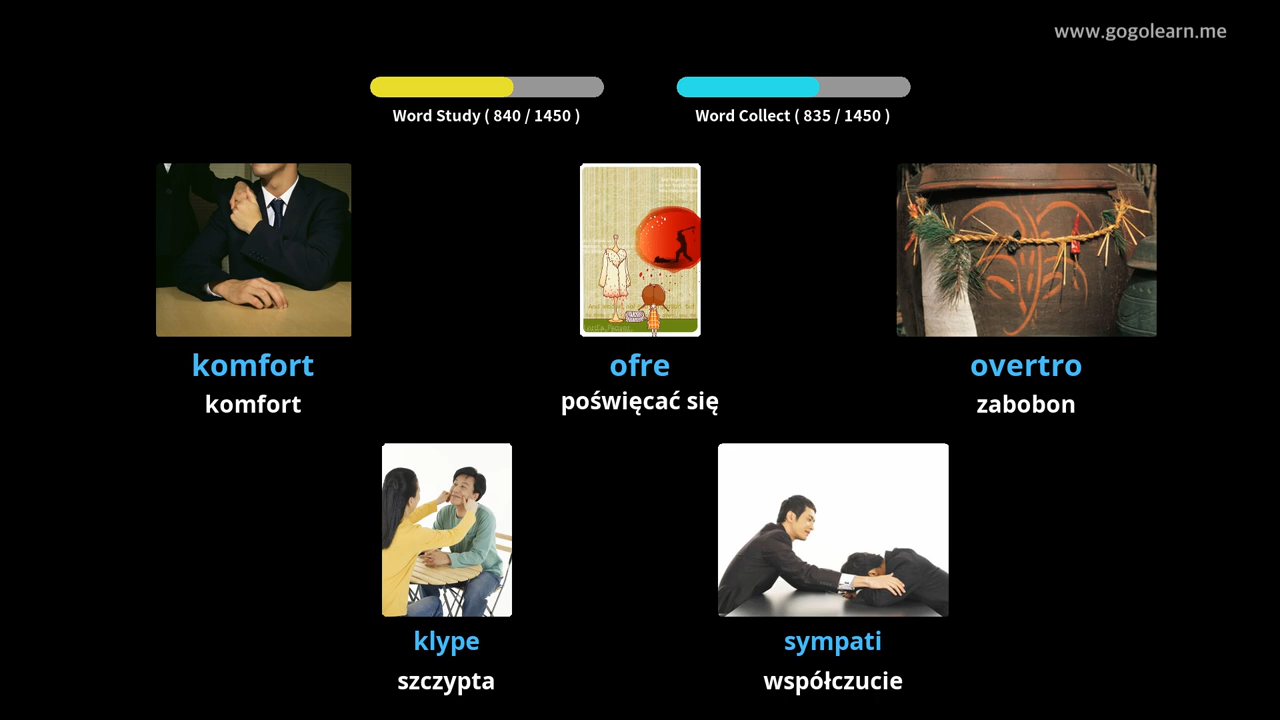 www.gogolearn.me
Word Study ( 840 / 1450 )
Word Collect ( 835 / 1450 )
komfort
komfort
ofre
poświęcać się
overtro
zabobon
klype
szczypta
sympati
współczucie